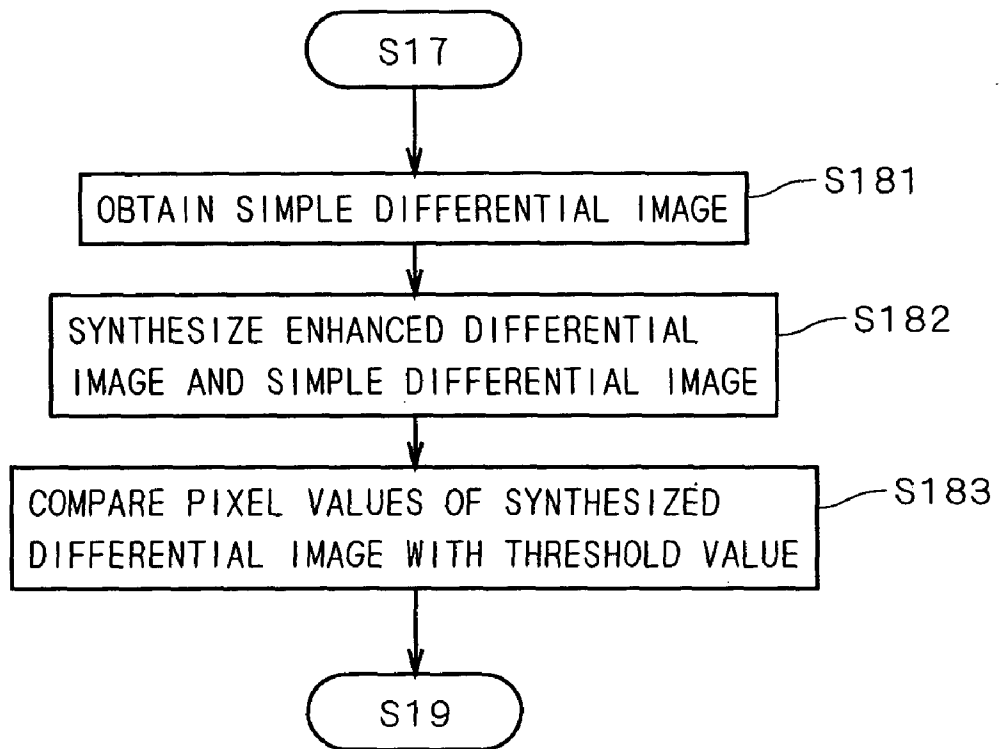 S17
OBTAIN SIMPLE DIFFERENTIAL IMAGE
S181
SYNTHESIZE ENHANCED DIFFERENTIAL
IMAGE AND SIMPLE DIFFERENTIAL IMAGE
S182
COMPARE PIXEL VALUES OF SYNTHESIZED
DIFFERENTIAL IMAGE WITH THRESHOLD VALUE
S183
S19